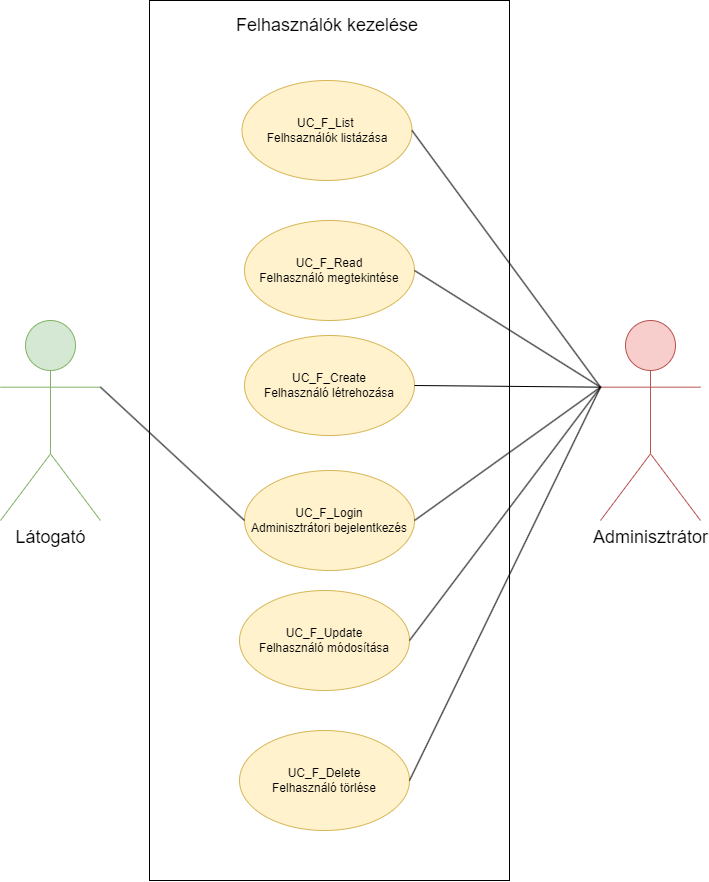 Felhasználók kezelése
UC_F_List
Felhsaználók listázása
UC_F_Read
Felhasználó megtekintése
UC_F_Create
Felhasználó létrehozása
UC_F_Login
Adminisztrátori bejelentkezés
Látogató
Adminisztrátor
UC_F_Update
Felhasználó módosítása
UC_F_Delete
Felhasználó törlése